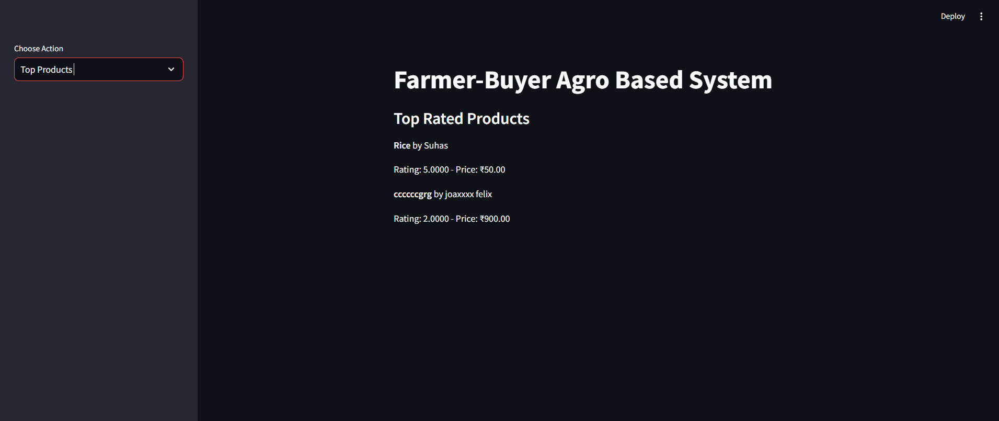 Deploy
Choose Action
Top Products
Farmer-Buyer Agro Based System
Top Rated Products
Rice by Suhas
Rating: 5.0000 - Price: ₹50.00
ccccccgrg by joaxxxx felix
Rating: 2.0000 - Price: ₹900.00